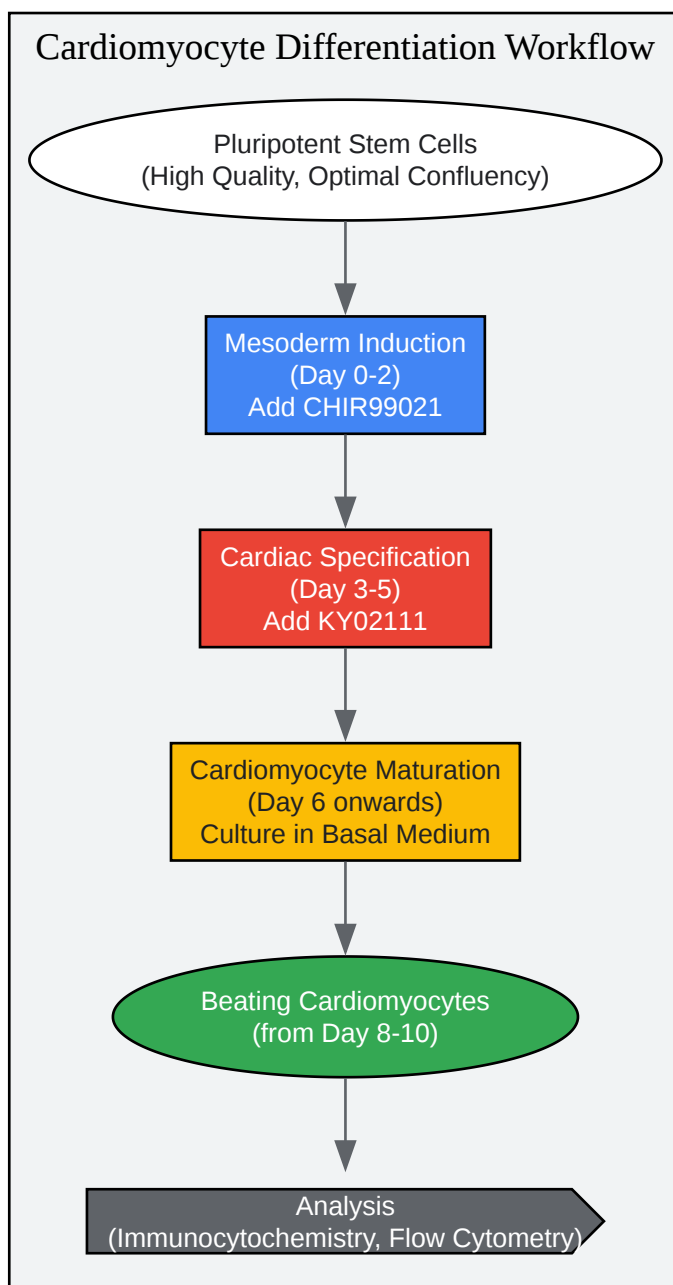 Cardiomyocyte Differentiation Workflow
Pluripotent Stem Cells
(High Quality, Optimal Confluency)
Mesoderm Induction
(Day 0-2)
Add CHIR99021
Cardiac Specification
(Day 3-5)
Add KY02111
Cardiomyocyte Maturation
(Day 6 onwards)
Culture in Basal Medium
Beating Cardiomyocytes
(from Day 8-10)
Analysis
(Immunocytochemistry, Flow Cytometry)